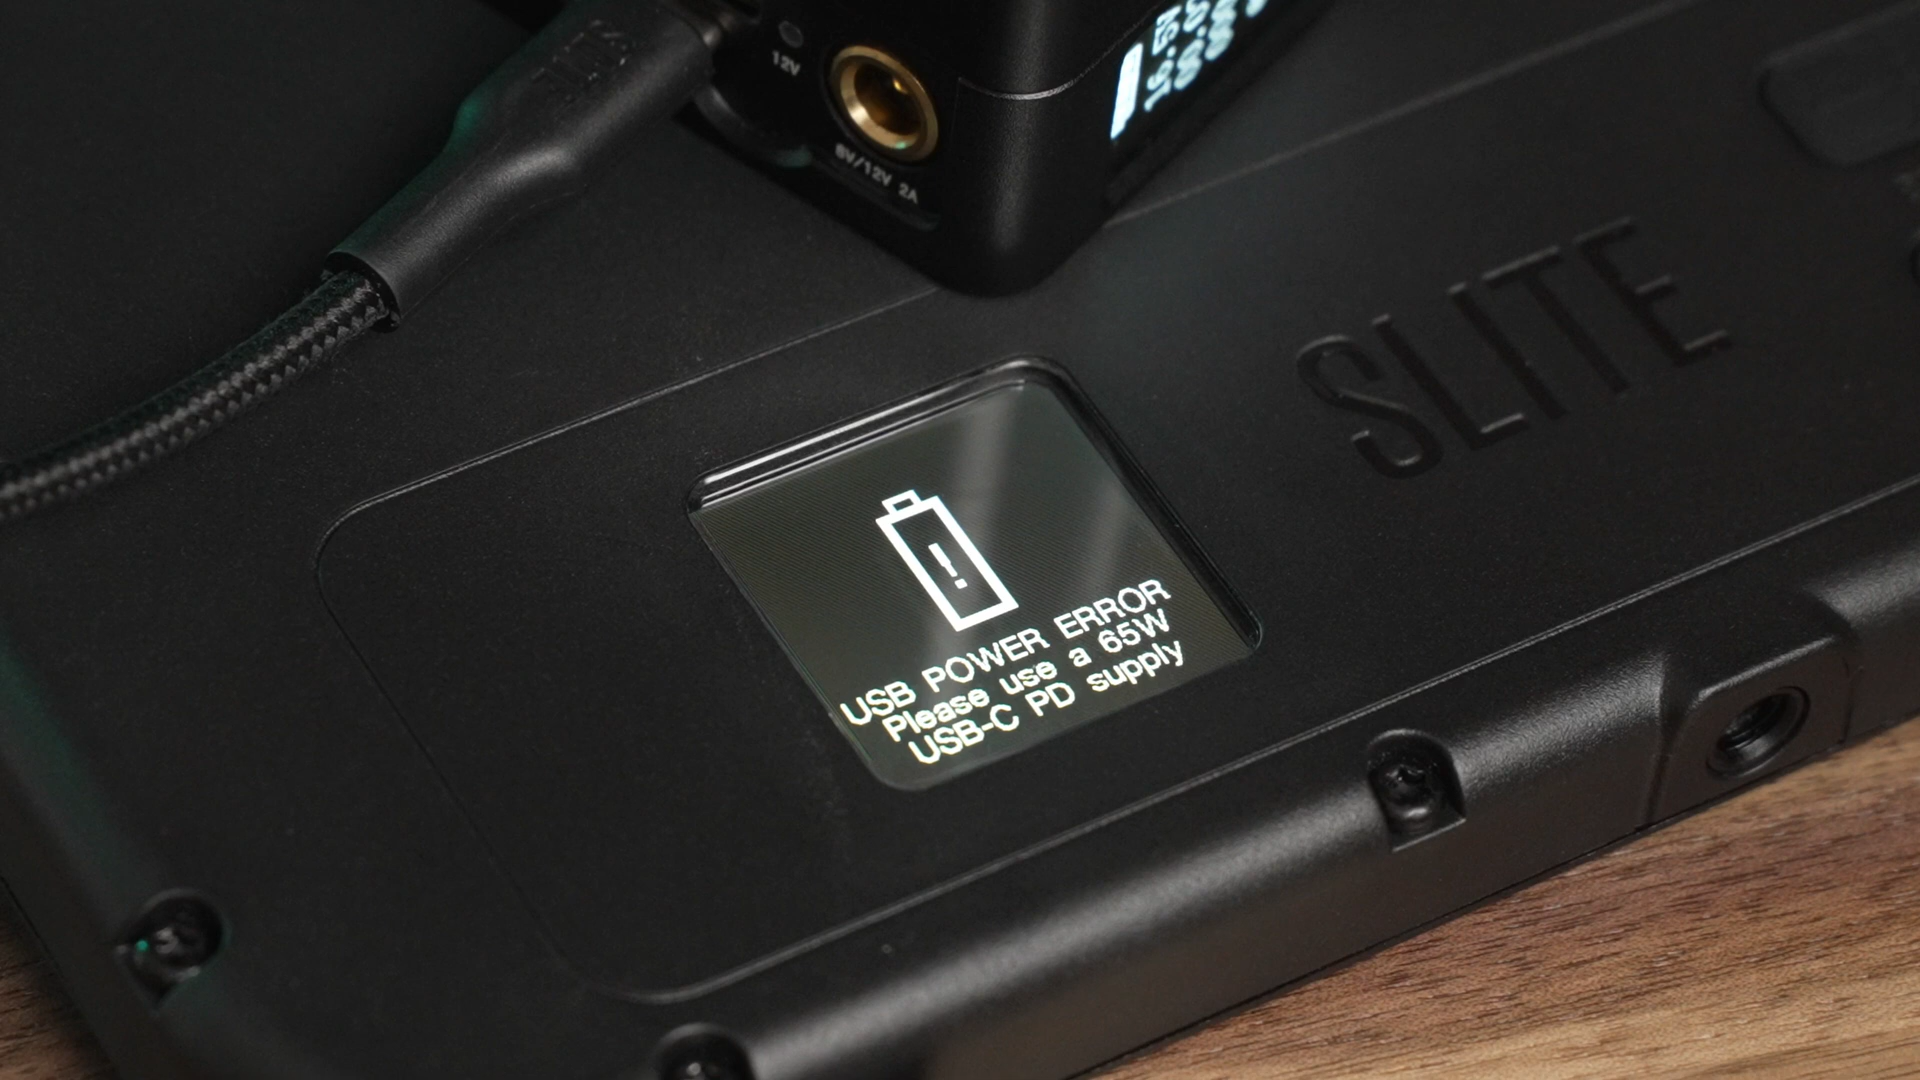 12V
8V/12V 2A
SLITE
!
USB POWER ERROR
Please use a 65W
USB-C PD supply